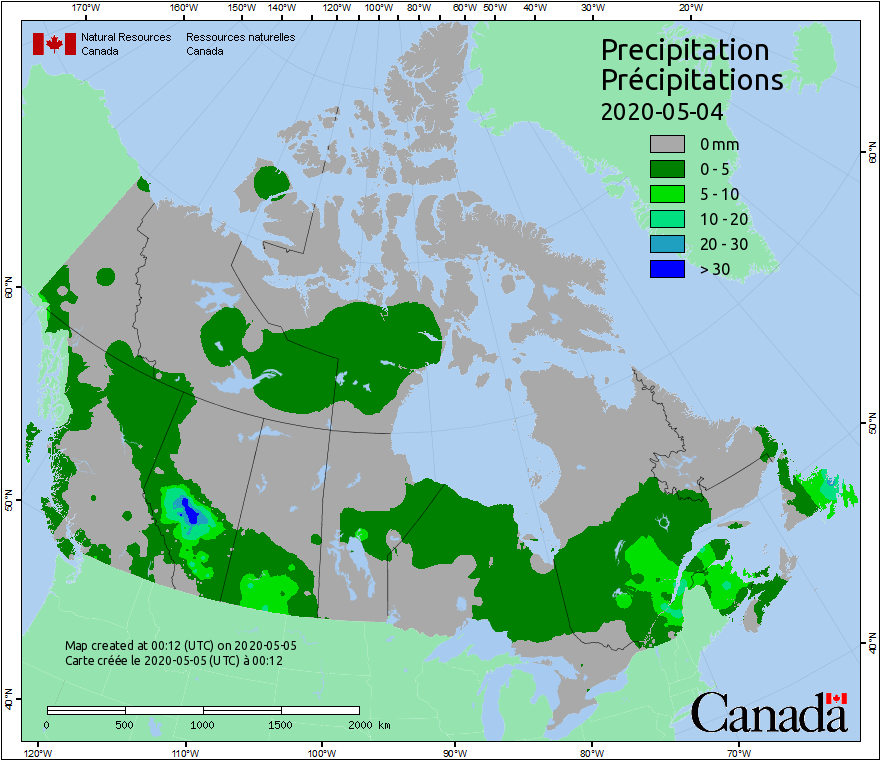 170°W 160°W 150°W 140°W 120°W 100°W 80°W 60°W 50°W 40°W 30°W 20°W
Natural Resources Ressources naturelles
Canada Canada
Precipitation
Précipitations
2020-05-04
0 mm
0 - 5
5 - 10
10 - 20
20 - 30
> 30
60°N 60°N
50°N 50°N
40°N 40°N
Map created at 00:12 (UTC) on 2020-05-05
Carte créée le 2020-05-05 (UTC) à 00:12
0 500 1000 1500 2000 km
Canada
120°W 110°W 100°W 90°W 80°W 70°W